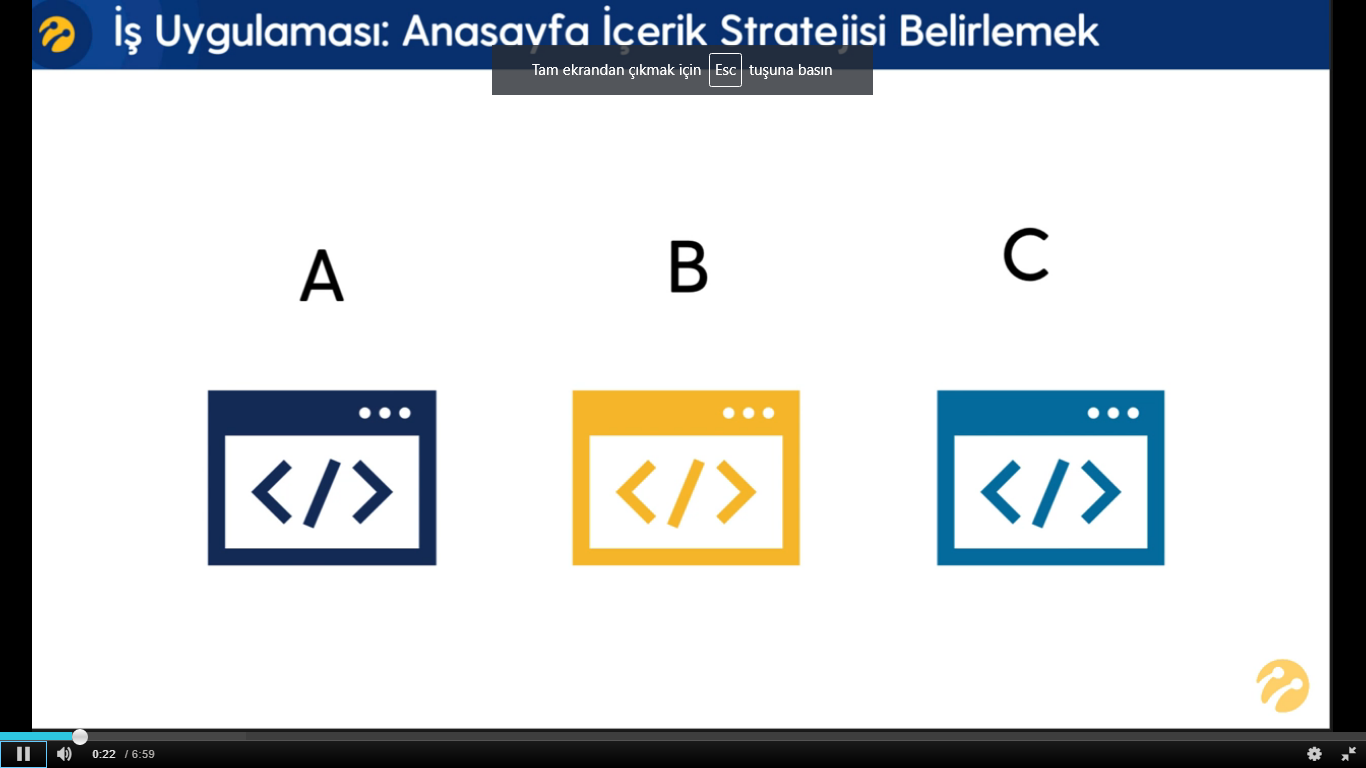 İş Uygulaması: Anasayfa İçerik Stratejisi Belirlemek
Tam ekrandan çıkmak için Esc tuşuna basın
A B C
</> </> </>
0:22 / 6:59